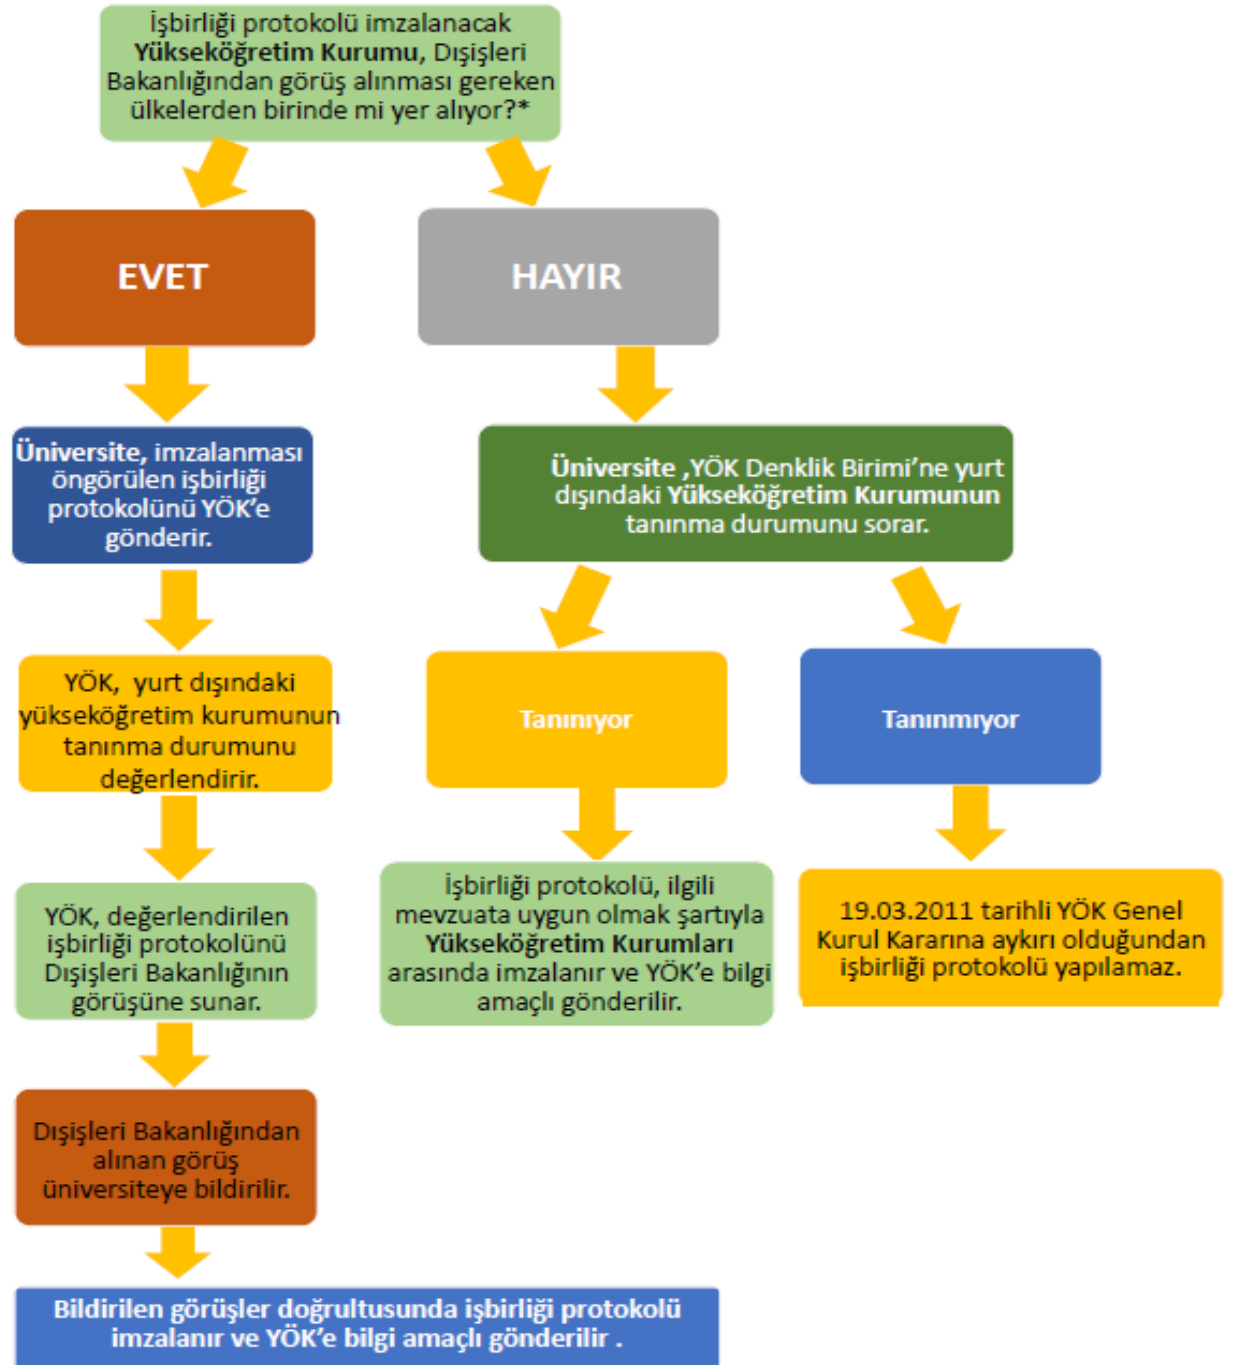 İşbirliği protokolü imzalanacak
Yükseköğretim Kurumu, Dışişleri
Bakanlığından görüş alınması gereken
ülkelerden birinde mi yer alıyor?*
EVET
HAYIR
Üniversite, imzalanması
öngörülen işbirliği
protokolünü YÖK’e
gönderir.
Üniversite ,YÖK Denklik Birimi’ne yurt
dışındaki Yükseköğretim Kurumunun
tanınma durumunu sorar.
YÖK, yurt dışındaki
yükseköğretim kurumunun
tanınma durumunu
değerlendirir.
Tanınıyor
Tanınmıyor
YÖK, değerlendirilen
işbirliği protokolünü
Dışişleri Bakanlığının
görüşüne sunar.
İşbirliği protokolü, ilgili
mevzuata uygun olmak şartıyla
Yükseköğretim Kurumları
arasında imzalanır ve YÖK’e bilgi
amaçlı gönderilir.
19.03.2011 tarihli YÖK Genel
Kurul Kararına aykırı olduğundan
işbirliği protokolü yapılamaz.
Dışişleri Bakanlığından
alınan görüş
üniversiteye bildirilir.
Bildirilen görüşler doğrultusunda işbirliği protokolü
imzalanır ve YÖK’e bilgi amaçlı gönderilir .